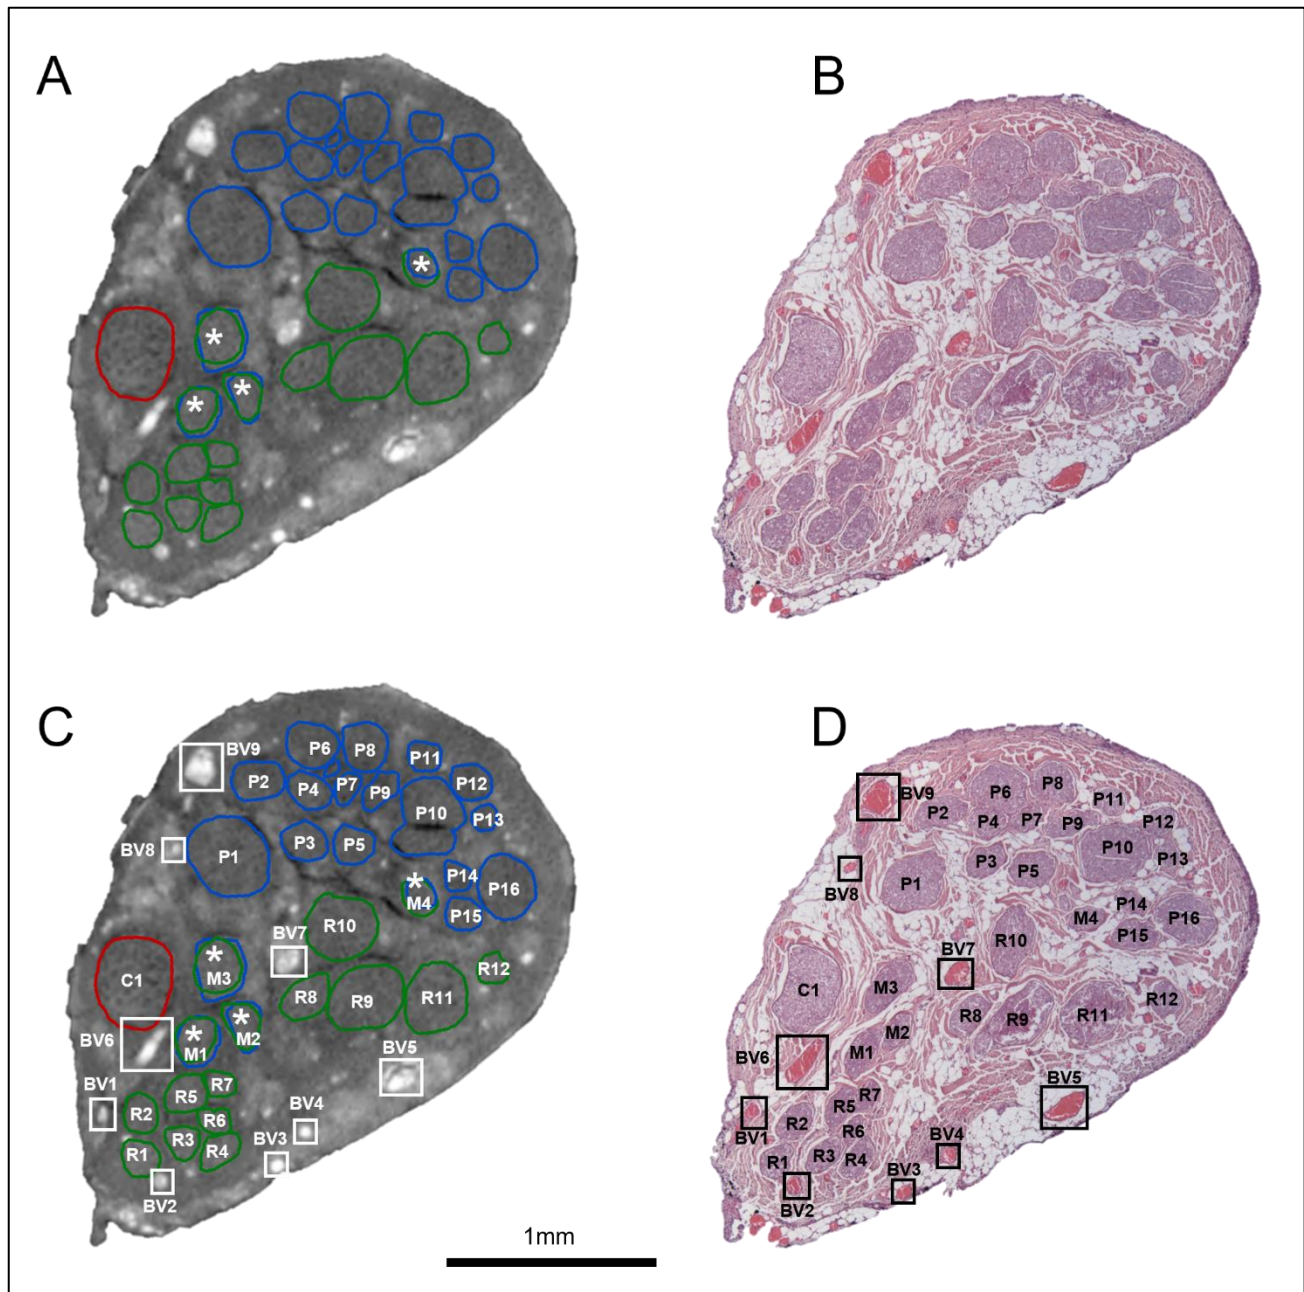 A
B
*
*
*
*
C
D
BV9
P6
P8
P11
P2
P4
P7
P9
P12
P10
P13
BV8
P1
P3
P5
P14
P16
*
M4
P15
BV7
R10
C1
*
M3
R12
R8
R9
R11
BV6
*
M1
*
M2
BV5
BV1
R7
R5
R2
R6
BV4
R3
R4
BV3
R1
BV2
BV9
P6
P8
P11
P2
P4
P7
P9
P12
P10
P13
BV8
P1
P3
P5
P14
M4
P16
P15
BV7
R10
C1
M3
R12
R8
R9
R11
BV6
M2
M1
BV5
BV1
R7
R5
R2
R6
BV4
R3
R4
BV3
R1
BV2
1mm